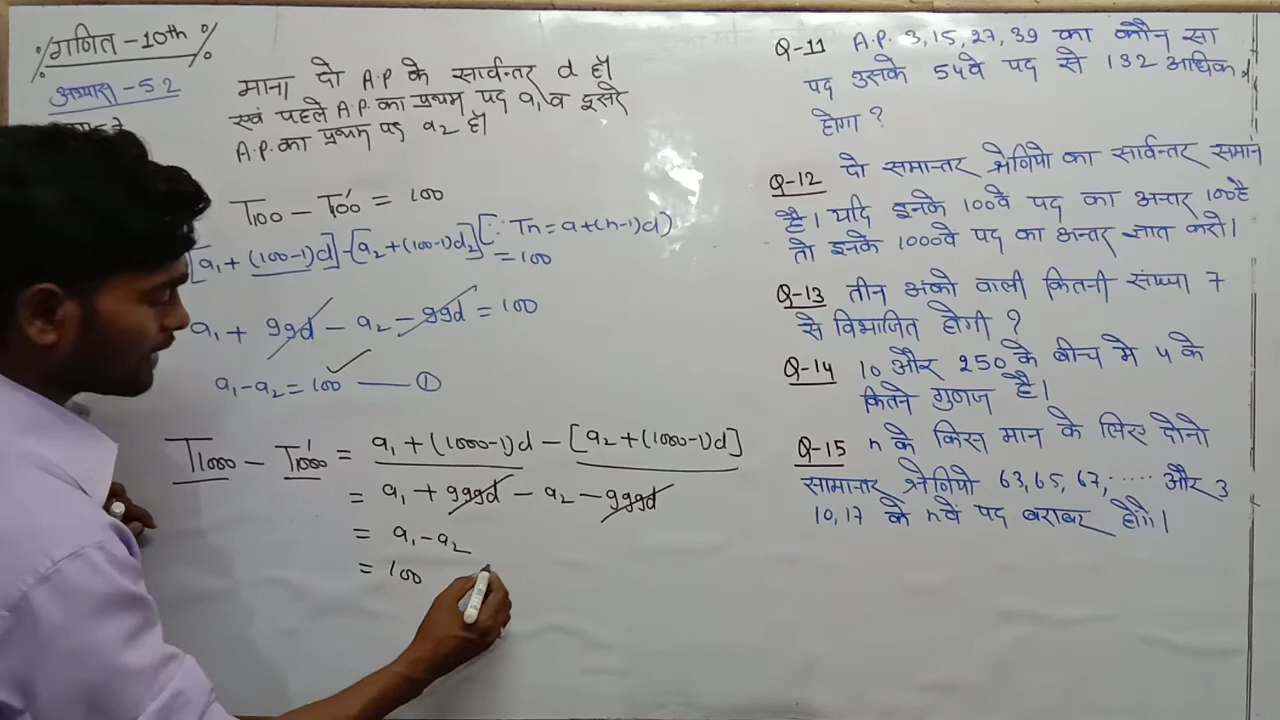 गणित - 10th
अभ्यास - 5.2
माना दो A.P के सार्वन्तर d है।
एवं पहले A.P. का प्रथम पद a₁ व दूसरे
A.P. का प्रथम पद a₂ है।
T100 - T'100 = 100
[a₁ + (100-1)d] - [a₂ + (100-1)d₂] [∵ Tn = a + (n-1)d]
= 100
a₁ + 99d - a₂ - 99d = 100
a₁ - a₂ = 100 — ①
T1000 - T'1000 = a₁ + (1000-1)d - [a₂ + (1000-1)d]
= a₁ + 999d - a₂ - 999d
= a₁ - a₂
= 100
Q-11 A.P. 3, 15, 27, 39 का कौन सा
पद उसके 54वे पद से 132 अधिक
होगा ?
Q-12 दो समान्तर श्रेणियो का सार्वन्तर समान
है। यदि इनके 100वे पद का अन्तर 100 है
तो इनके 1000वे पद का अन्तर ज्ञात करो।
Q-13 तीन अंको वाली कितनी संख्या 7
से विभाजित होगी ?
Q-14 10 और 250 के बीच मे 4 के
कितने गुणज है।
Q-15 n के किस मान के लिए दोनो
सामान्तर श्रेणियो 63, 65, 67, ..... और 3
10, 17 के nवे पद बराबर होंगे।